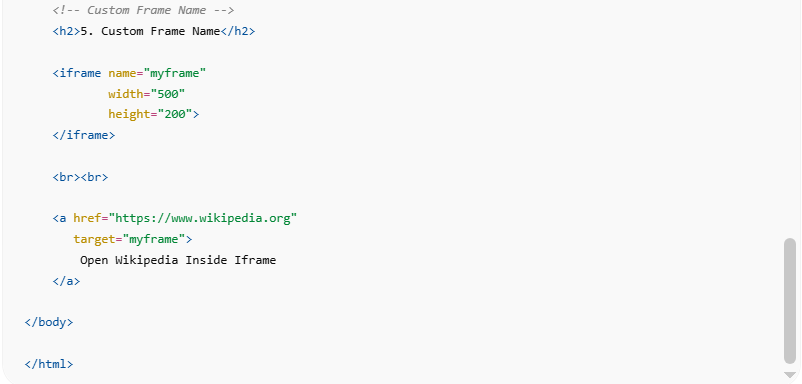 <!-- Custom Frame Name -->
<h2>5. Custom Frame Name</h2>
<iframe name="myframe"
width="500"
height="200">
</iframe>
<br><br>
<a href="https://www.wikipedia.org"
target="myframe">
Open Wikipedia Inside Iframe
</a>
</body>
</html>